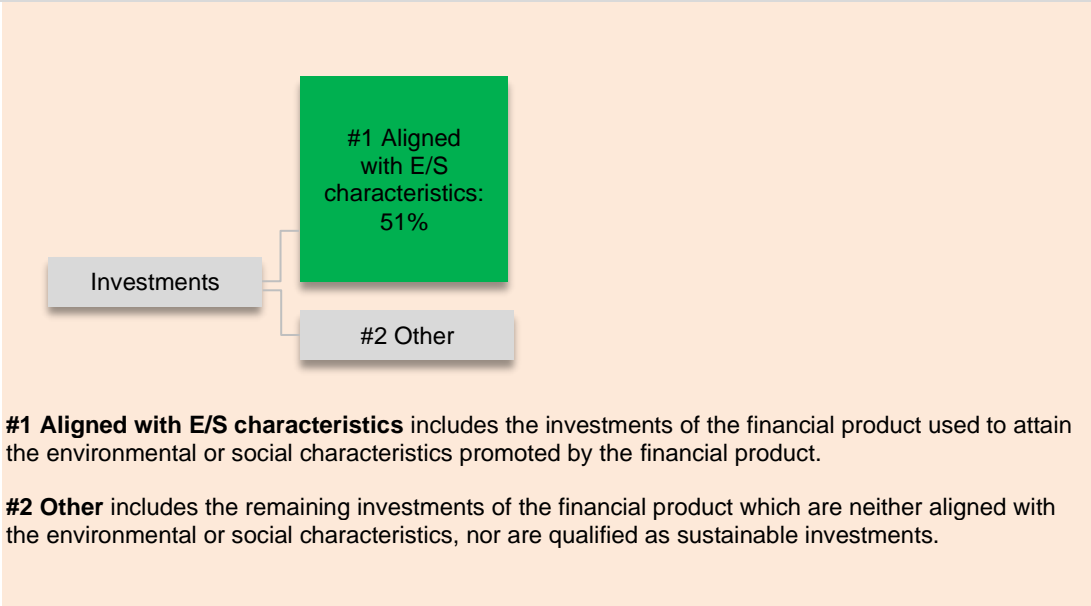 #1 Aligned
with E/S
characteristics:
51%
Investments
#2 Other
#1 Aligned with E/S characteristics includes the investments of the financial product used to attain
the environmental or social characteristics promoted by the financial product.
#2 Other includes the remaining investments of the financial product which are neither aligned with
the environmental or social characteristics, nor are qualified as sustainable investments.